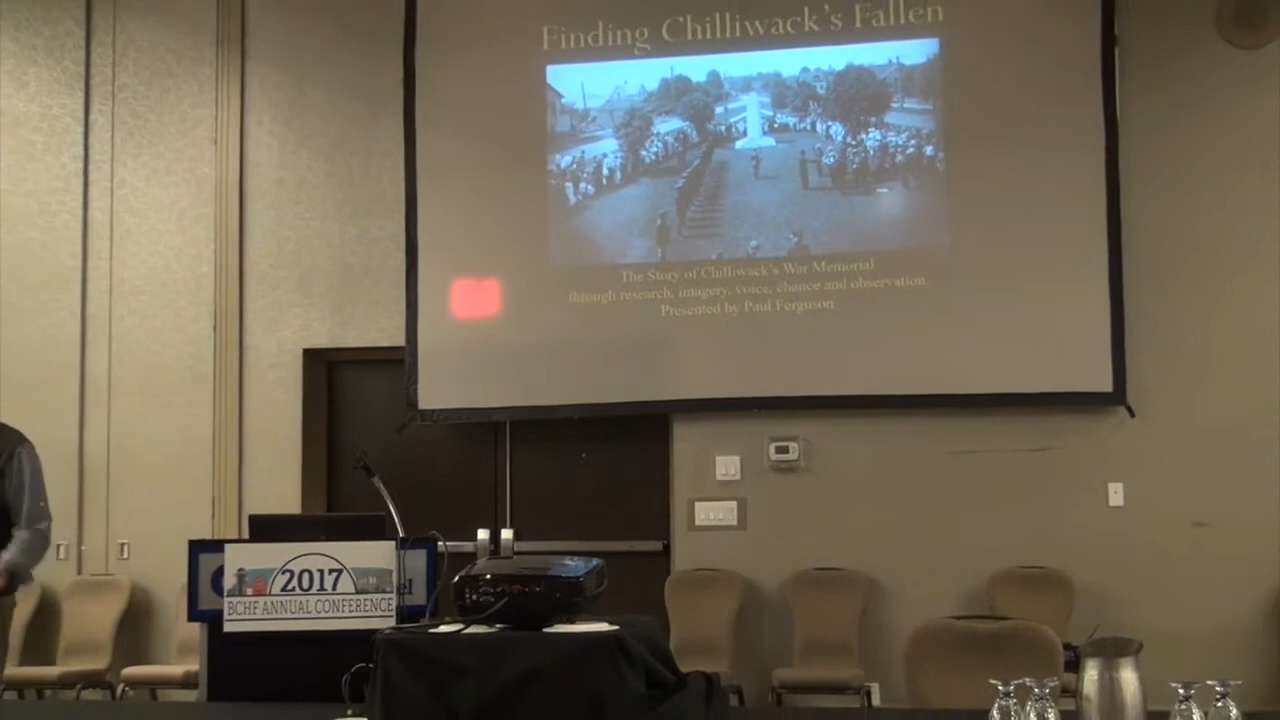 Finding Chilliwack's Fallen
The Story of Chilliwack's War Memorial
through research, imagery, voice, chance and observation.
Presented by Paul Ferguson
2017
BCHF ANNUAL CONFERENCE
el